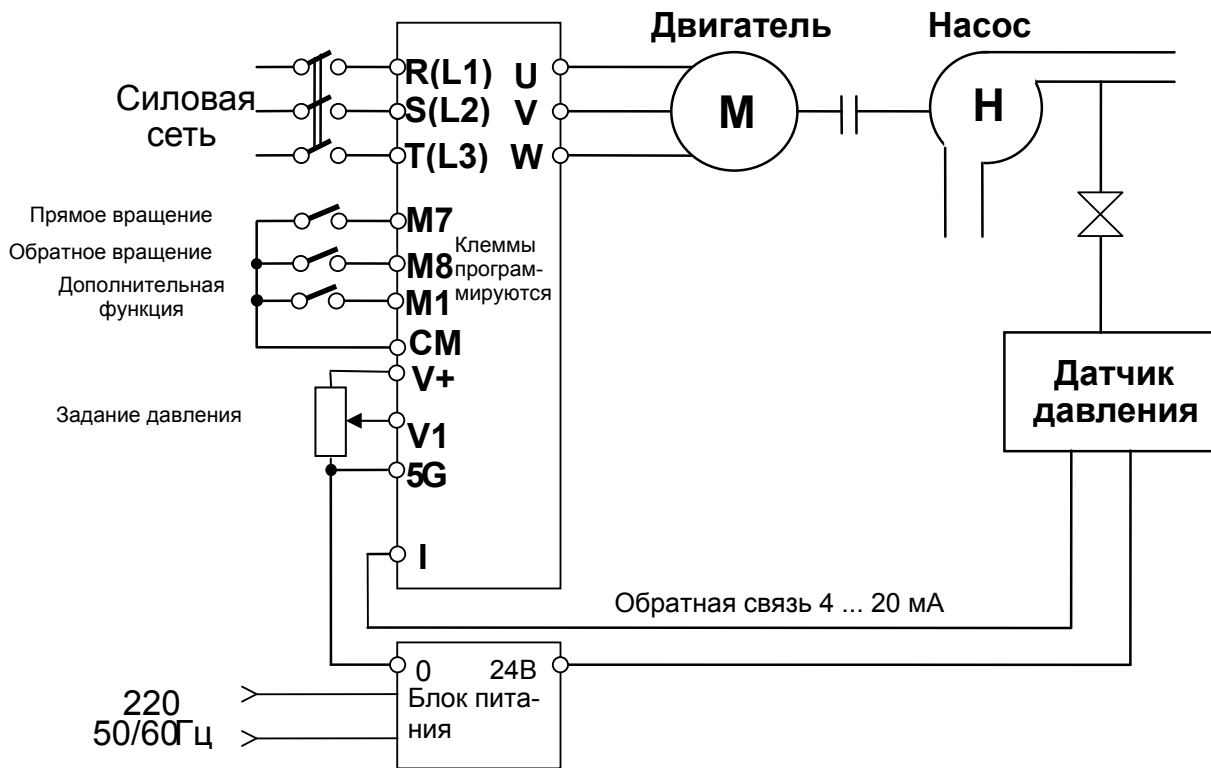 Двигатель
Насос
Силовая
сеть
R(L1)
U
S(L2)
V
T(L3)
W
M
Н
Прямое вращение
M7
Обратное вращение
M8
Клеммы
програм-
мируются
Дополнительная
функция
M1
CM
V+
Задание давления
V1
5G
Датчик
давления
I
Обратная связь 4 ... 20 мА
0
24В
Блок пита-
ния
220
50/60Гц